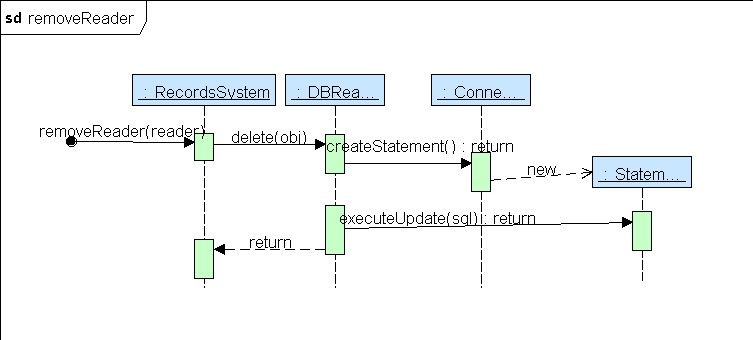 sd removeReader
: RecordsSystem
: DBRea...
: Conne...
removeReader(reader)
delete(obj)
createStatement() : return
new
: Statem...
executeUpdate(sql) : return
return